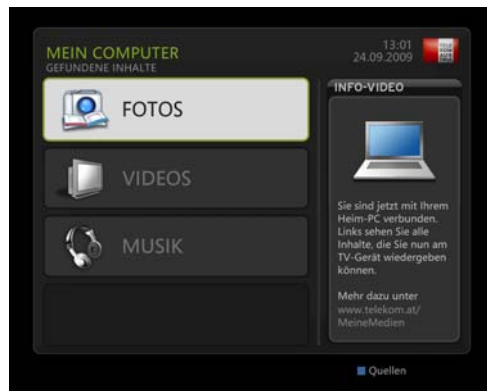 MEIN COMPUTER
GEFUNDENE INHALTE
13:01
24.09.2009
FOTOS
VIDEOS
MUSIK
INFO-VIDEO
Sie sind jetzt mit Ihrem
Heim-PC verbunden.
Links sehen Sie alle
Inhalte, die Sie nun am
TV-Gerät wiedergeben
können.
Mehr dazu unter
www.telekom.at/
MeineMedien
Quellen